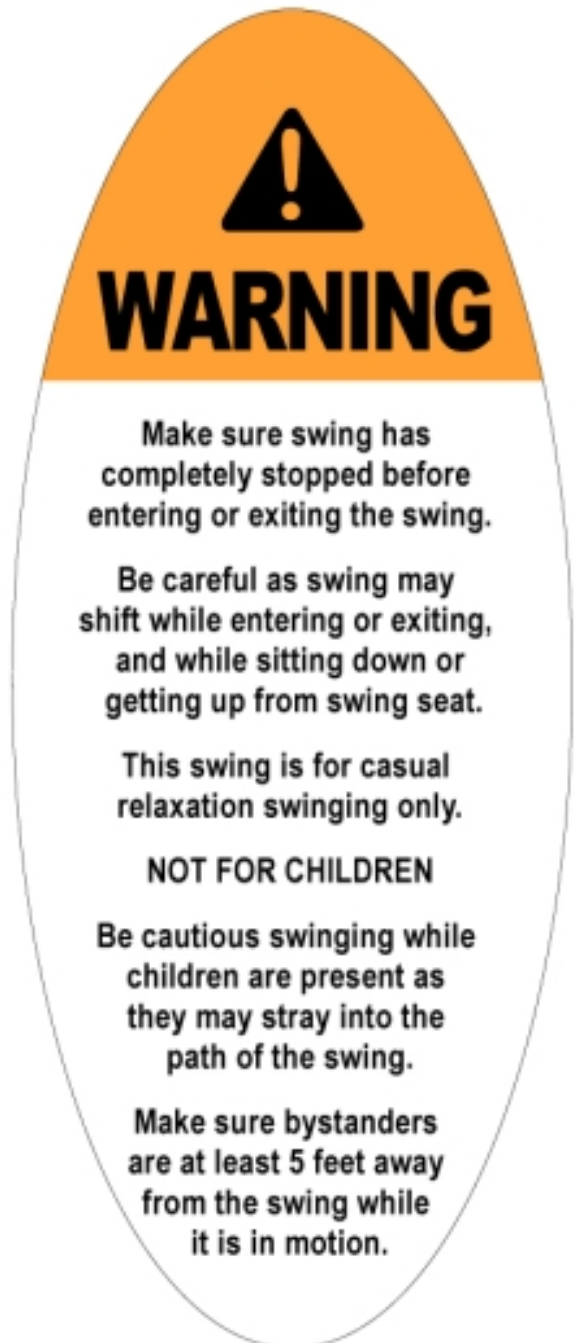 WARNING
Make sure swing has
completely stopped before
entering or exiting the swing.
Be careful as swing may
shift while entering or exiting,
and while sitting down or
getting up from swing seat.
This swing is for casual
relaxation swinging only.
NOT FOR CHILDREN
Be cautious swinging while
children are present as
they may stray into the
path of the swing.
Make sure bystanders
are at least 5 feet away
from the swing while
it is in motion.